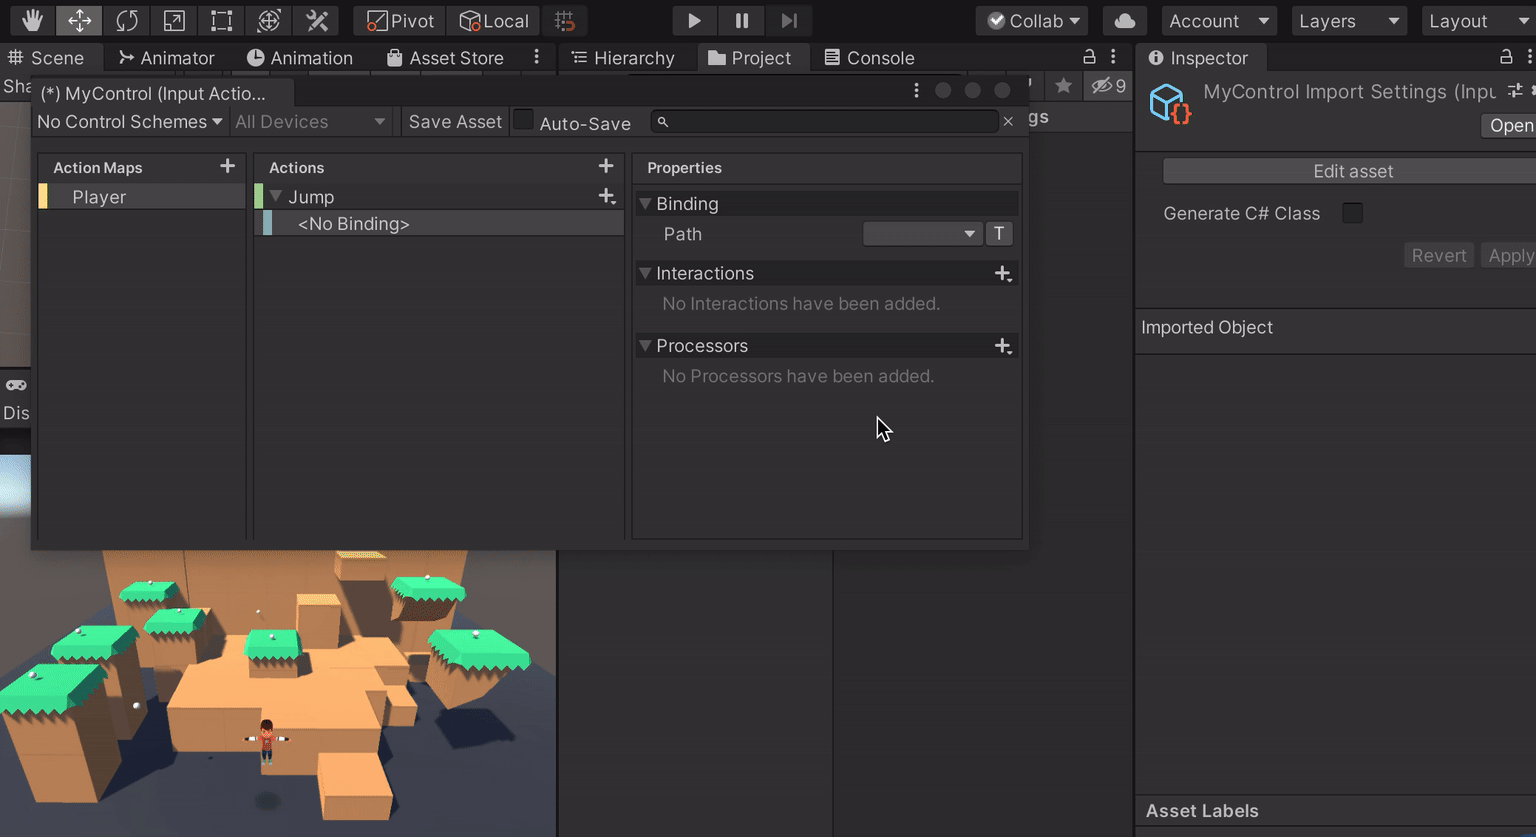 Pivot Local Collab Account Layers Layout
Scene Animator Animation Asset Store Hierarchy Project Console Inspector
Sha
9
(*) MyControl (Input Actio...
MyControl Import Settings (Inpu
No Control Schemes All Devices Save Asset Auto-Save
gs
Open
Action Maps
Actions
Properties
Edit asset
Player
Jump
Binding
Generate C# Class
<No Binding>
Path
T
Revert Apply
Interactions
No Interactions have been added.
Imported Object
Processors
No Processors have been added.
Dis
Asset Labels